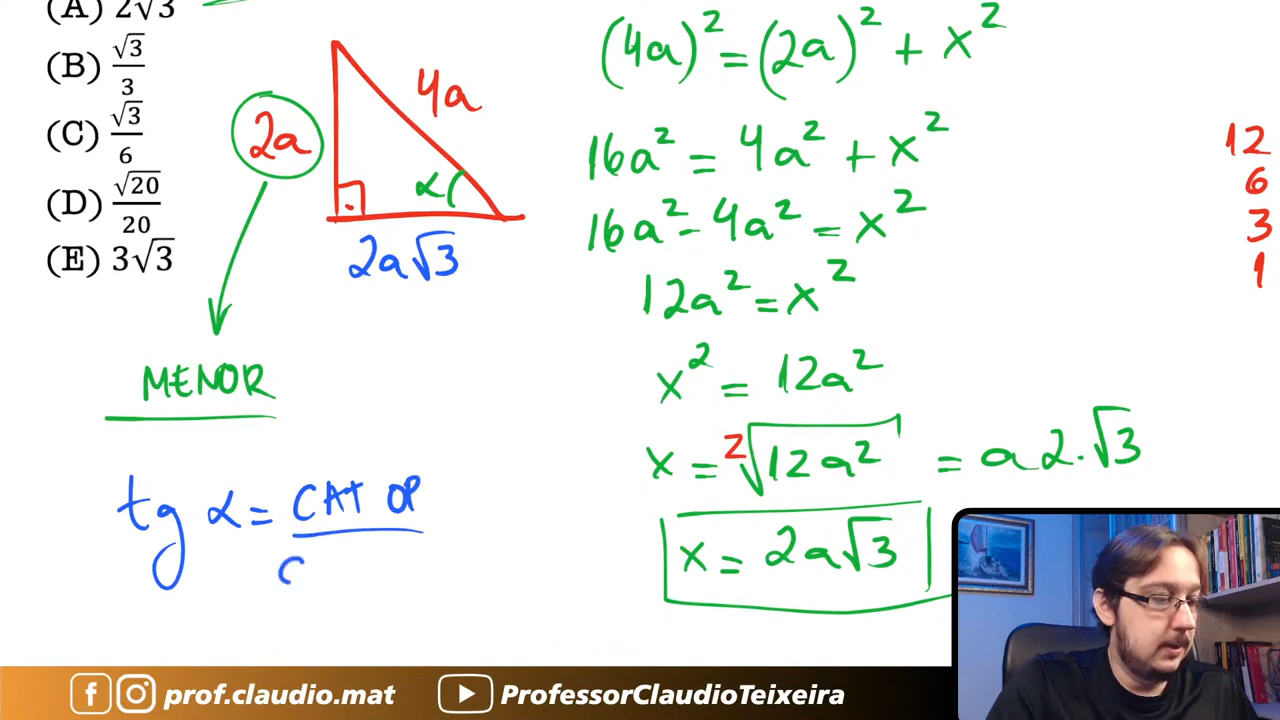 (A) 2√3
(B) √3/3
(C) √3/6
(D) √20/20
(E) 3√3
2a
4a
α
2a√3
MENOR
tg α = CAT OP
C
(4a)² = (2a)² + x²
16a² = 4a² + x²
16a² - 4a² = x²
12a² = x²
x² = 12a²
x = ²√12a² = a2·√3
x = 2a√3
12
6
3
1
prof.claudio.mat
ProfessorClaudioTeixeira